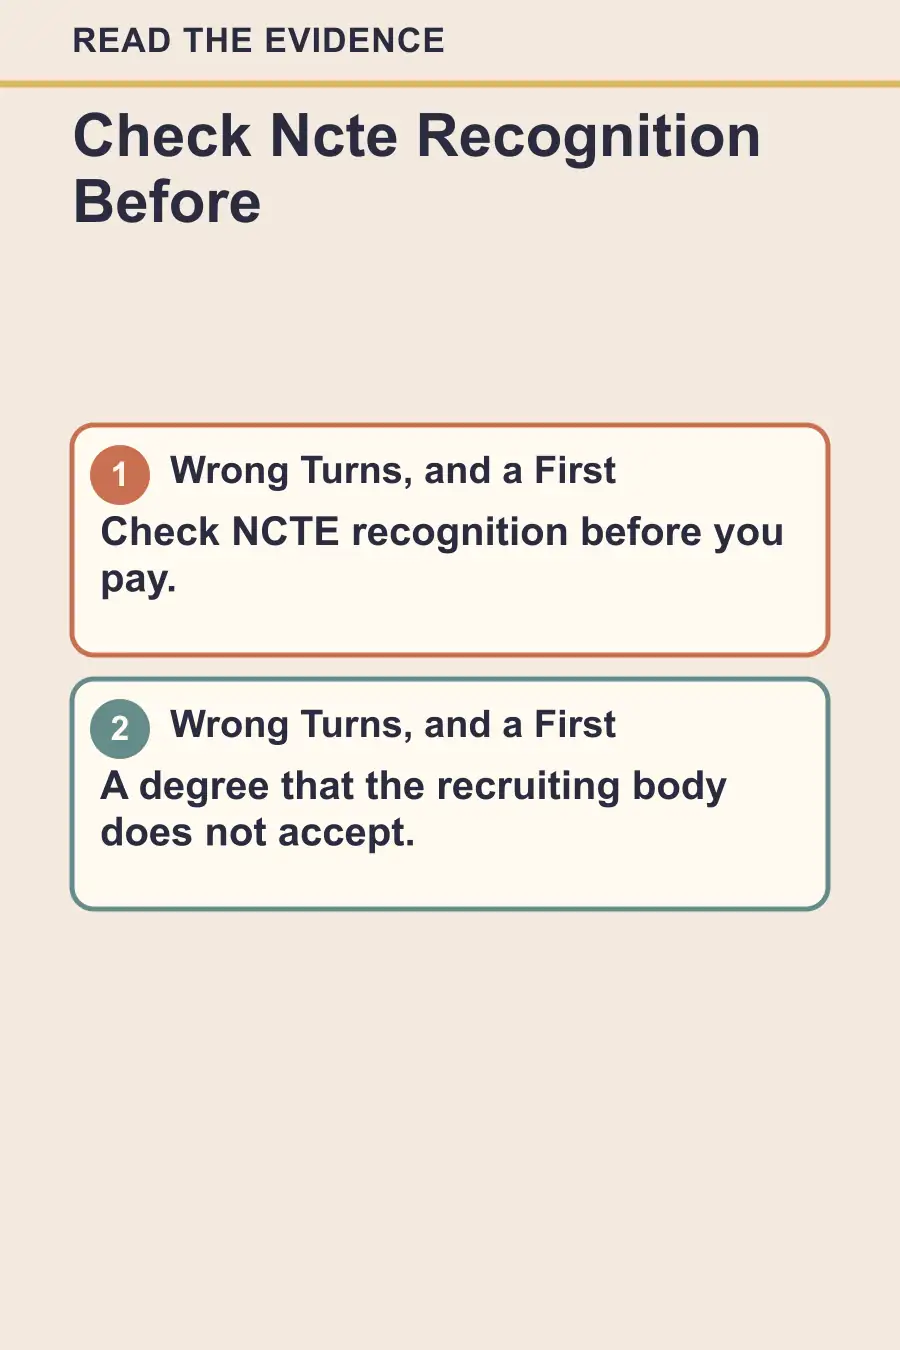 READ THE EVIDENCE
Check Ncte Recognition
Before
1 Wrong Turns, and a First
Check NCTE recognition before you
pay.
2 Wrong Turns, and a First
A degree that the recruiting body
does not accept.